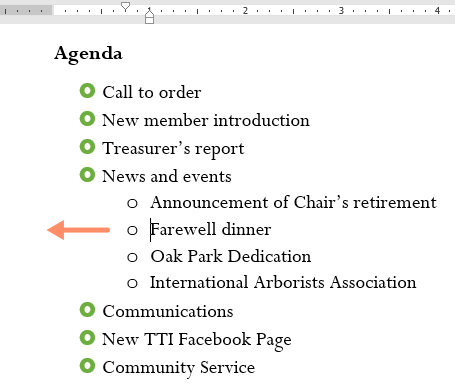 1 2 3 4
Agenda
Call to order
New member introduction
Treasurer's report
News and events
o Announcement of Chair's retirement
o Farewell dinner
o Oak Park Dedication
o International Arborists Association
Communications
New TTI Facebook Page
Community Service